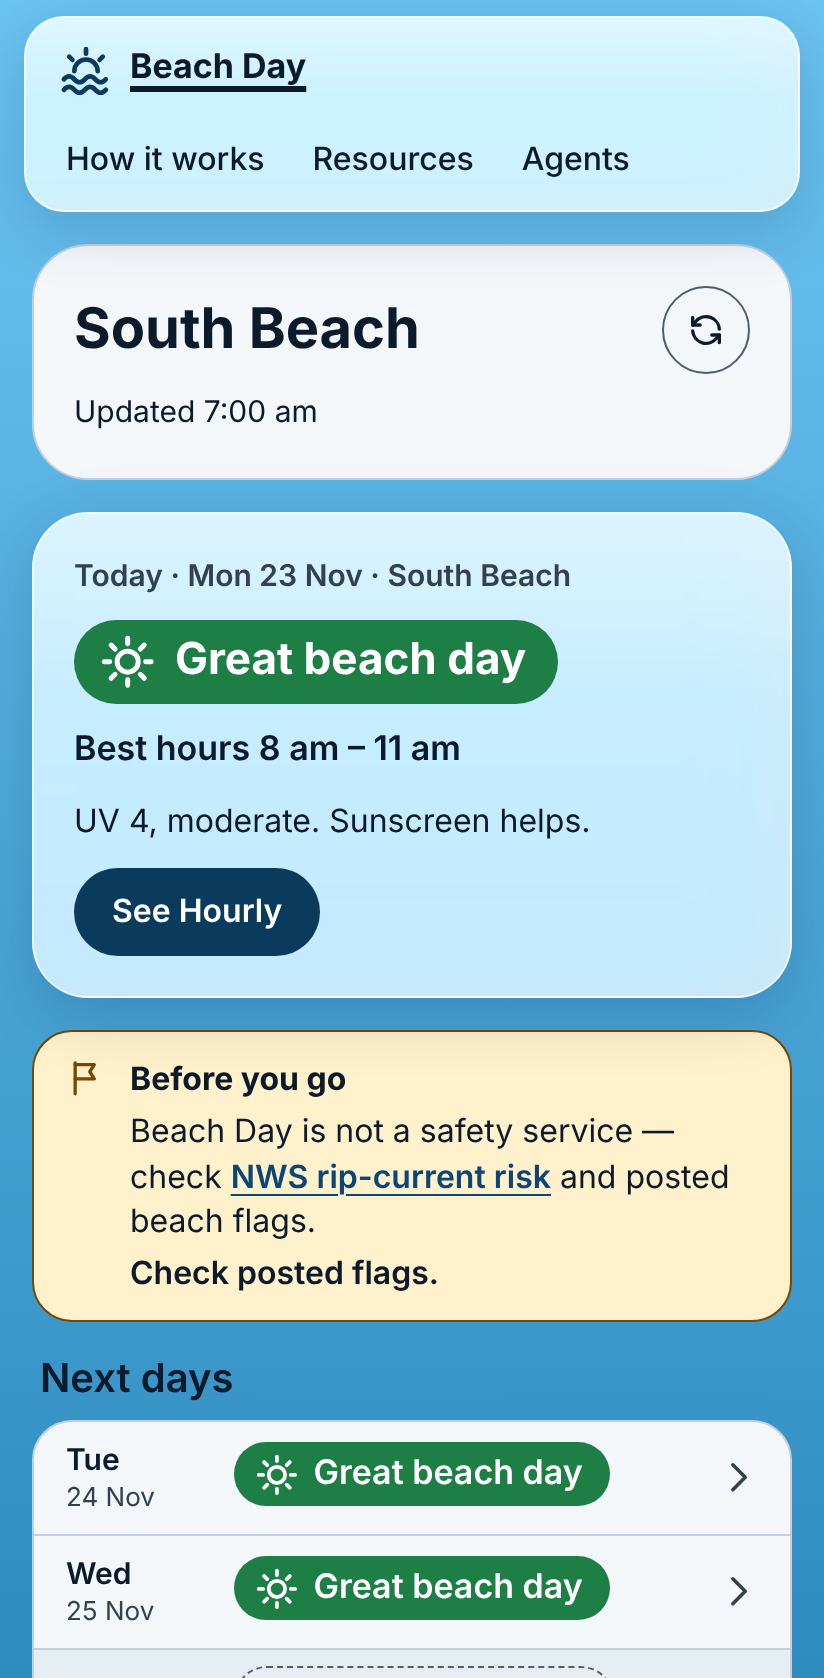 Beach Day
How it works Resources Agents
South Beach
Updated 7:00 am
Today · Mon 23 Nov · South Beach
Great beach day
Best hours 8 am – 11 am
UV 4, moderate. Sunscreen helps.
See Hourly
Before you go
Beach Day is not a safety service —
check NWS rip-current risk and posted
beach flags.
Check posted flags.
Next days
Tue
24 Nov
Great beach day
Wed
25 Nov
Great beach day